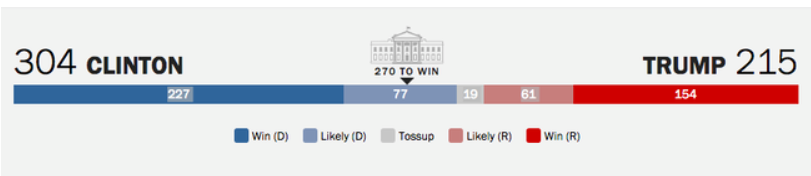 304 CLINTON
270 TO WIN
TRUMP 215
227 77 19 61 154
Win (D) Likely (D) Tossup Likely (R) Win (R)